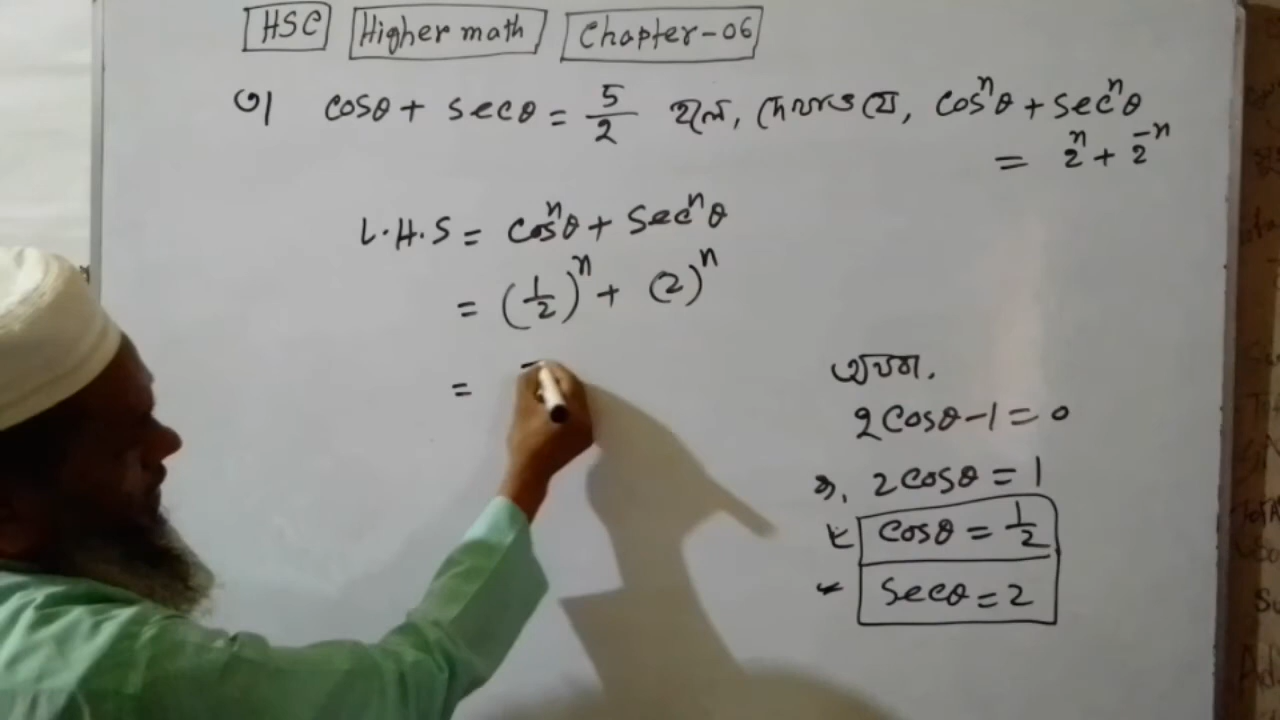 HSC Higher math Chapter-06
৩। cosθ + secθ = 5/2 হলে, দেখাও যে, cosⁿθ + secⁿθ
= 2ⁿ + 2⁻ⁿ
L.H.S = cosⁿθ + secⁿθ
= (1/2)ⁿ + (2)ⁿ
=
অথবা,
2cosθ-1=0
বা, 2cosθ = 1
cosθ = 1/2
secθ = 2